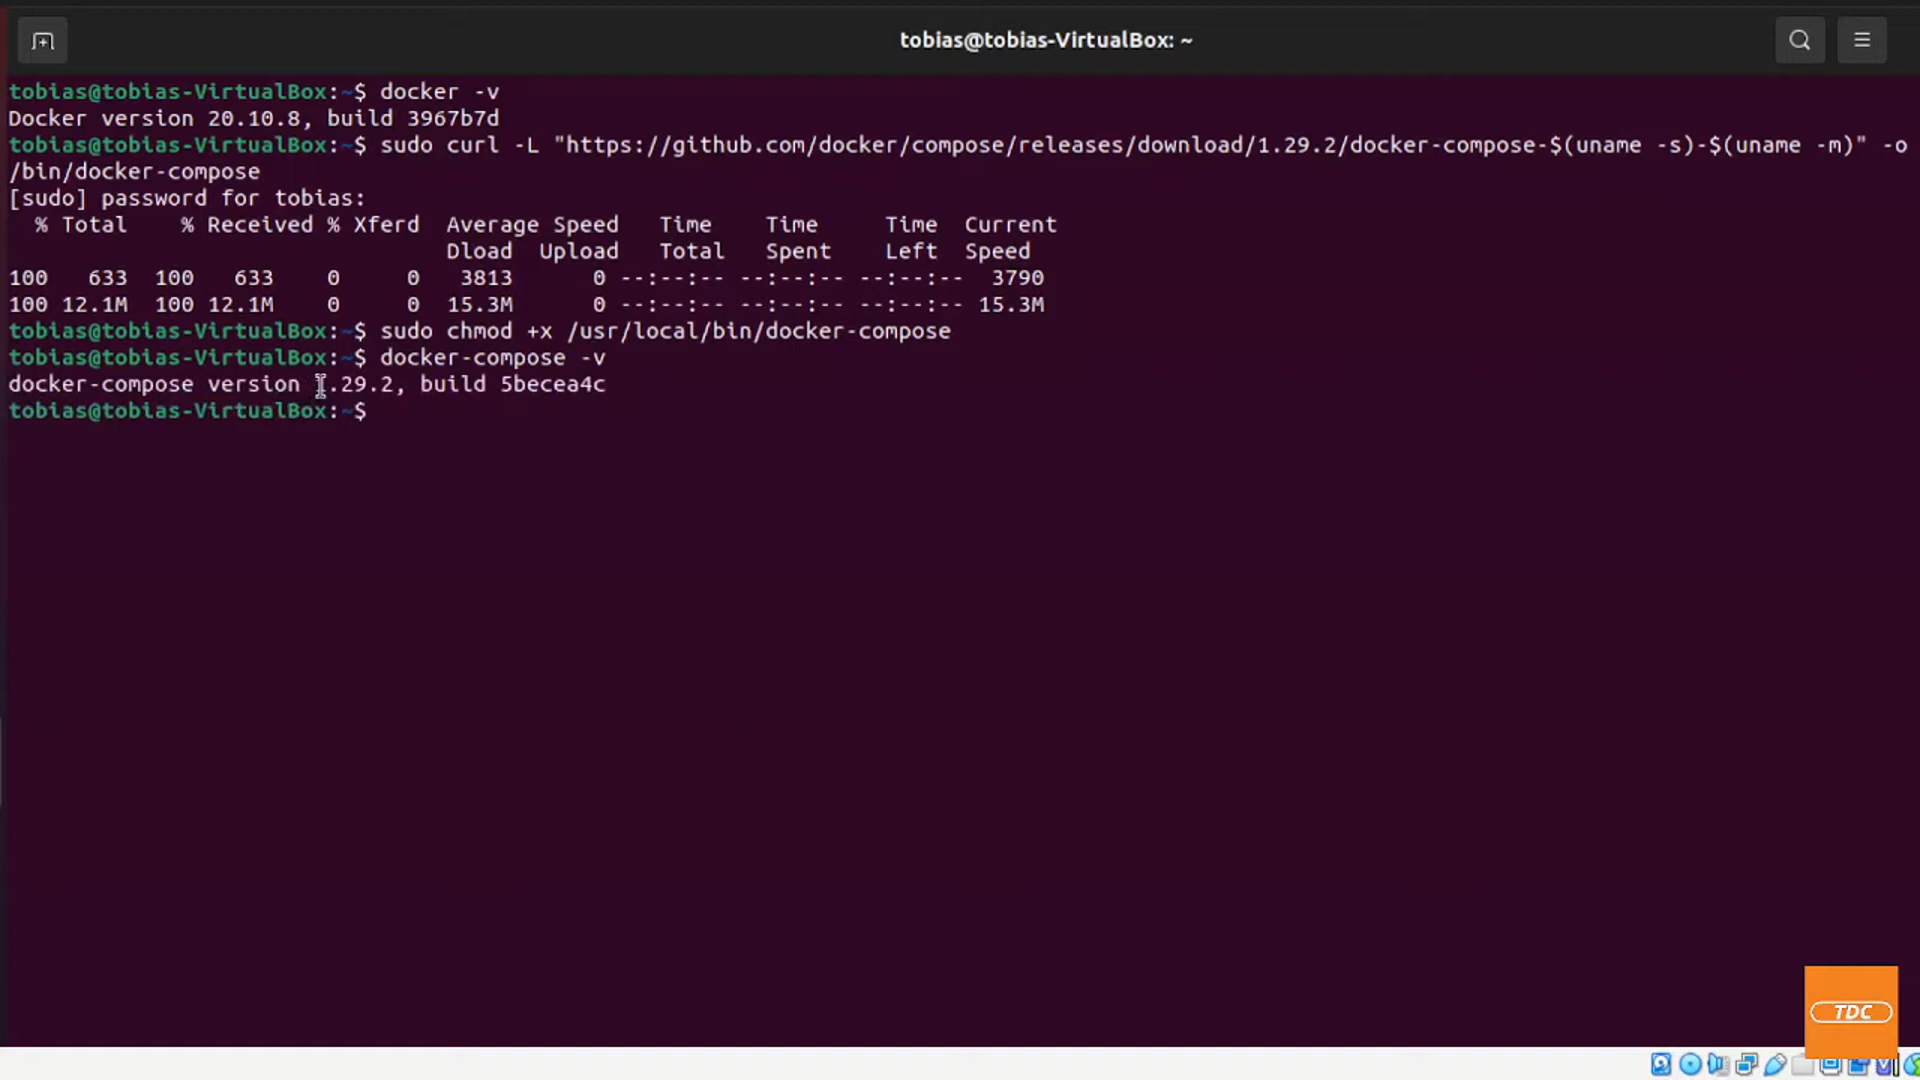 tobias@tobias-VirtualBox: ~
tobias@tobias-VirtualBox:~$ docker -v
Docker version 20.10.8, build 3967b7d
tobias@tobias-VirtualBox:~$ sudo curl -L "https://github.com/docker/compose/releases/download/1.29.2/docker-compose-$(uname -s)-$(uname -m)" -o
/bin/docker-compose
[sudo] password for tobias:
% Total % Received % Xferd Average Speed Time Time Time Current
Dload Upload Total Spent Left Speed
100 633 100 633 0 0 3813 0 --:--:-- --:--:-- --:--:-- 3790
100 12.1M 100 12.1M 0 0 15.3M 0 --:--:-- --:--:-- --:--:-- 15.3M
tobias@tobias-VirtualBox:~$ sudo chmod +x /usr/local/bin/docker-compose
tobias@tobias-VirtualBox:~$ docker-compose -v
docker-compose version 1.29.2, build 5becea4c
tobias@tobias-VirtualBox:~$
TDC